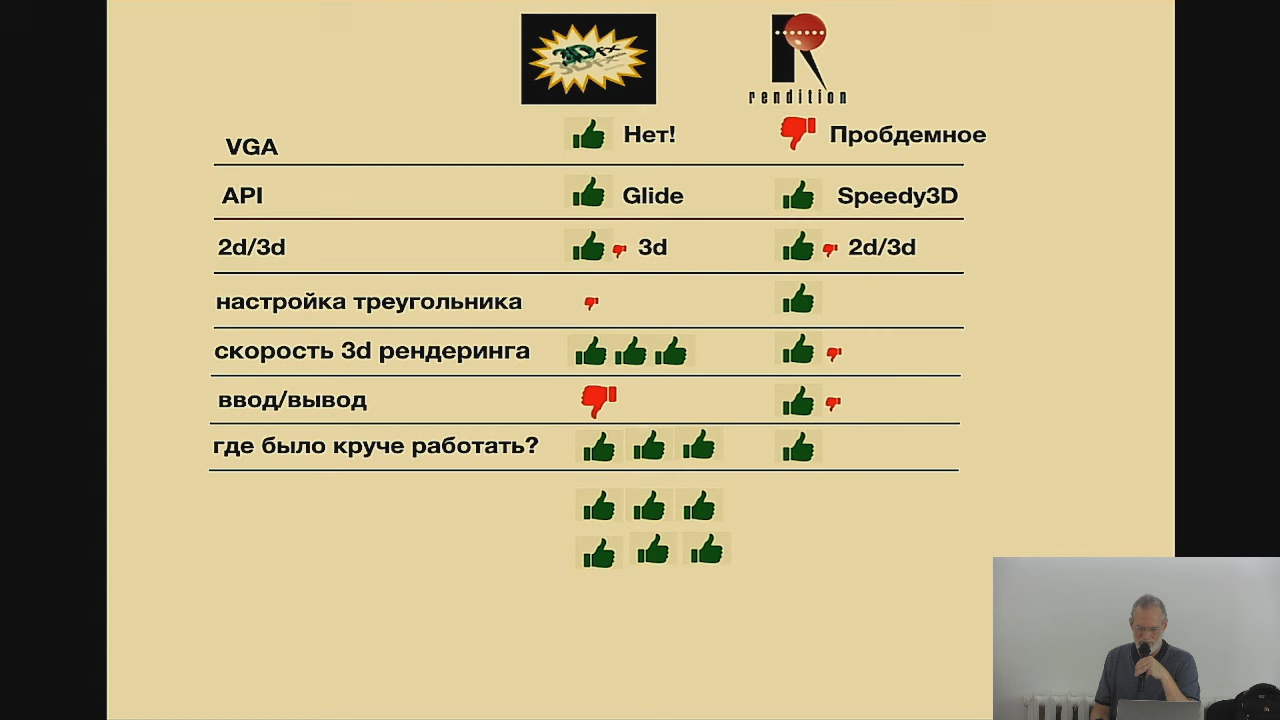 3Dfx
rendition
VGA Нет! Пробдемное
API Glide Speedy3D
2d/3d 3d 2d/3d
настройка треугольника
скорость 3d рендеринга
ввод/вывод
где было круче работать?